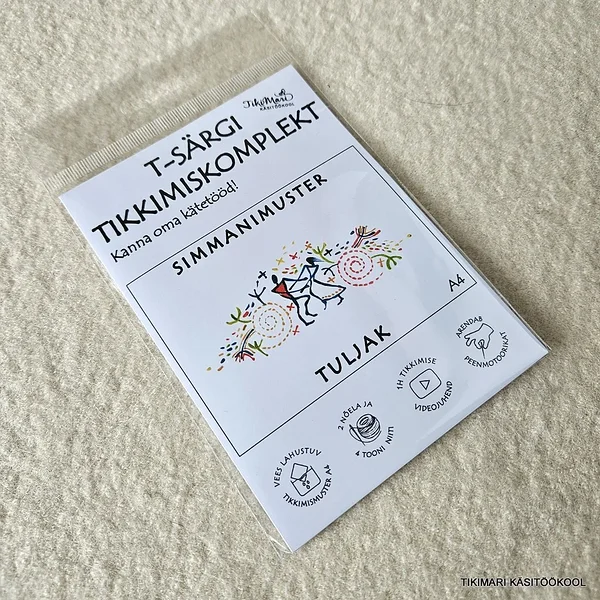 TikiMari
KÄSITÖÖKOOL
T-SÄRGI
TIKKIMISKOMPLEKT
Kanna oma kätetööd!
SIMMANIMUSTER
TULJAK
A4
VEES LAHUSTUV
TIKKIMISMUSTER A4
2 NÕELA JA
4 TOONI NIITI
1H TIKKIMISE
VIDEOJUHEND
ARENDAB
PEENMOTOORIKAT
TIKIMARI KÄSITÖÖKOOL